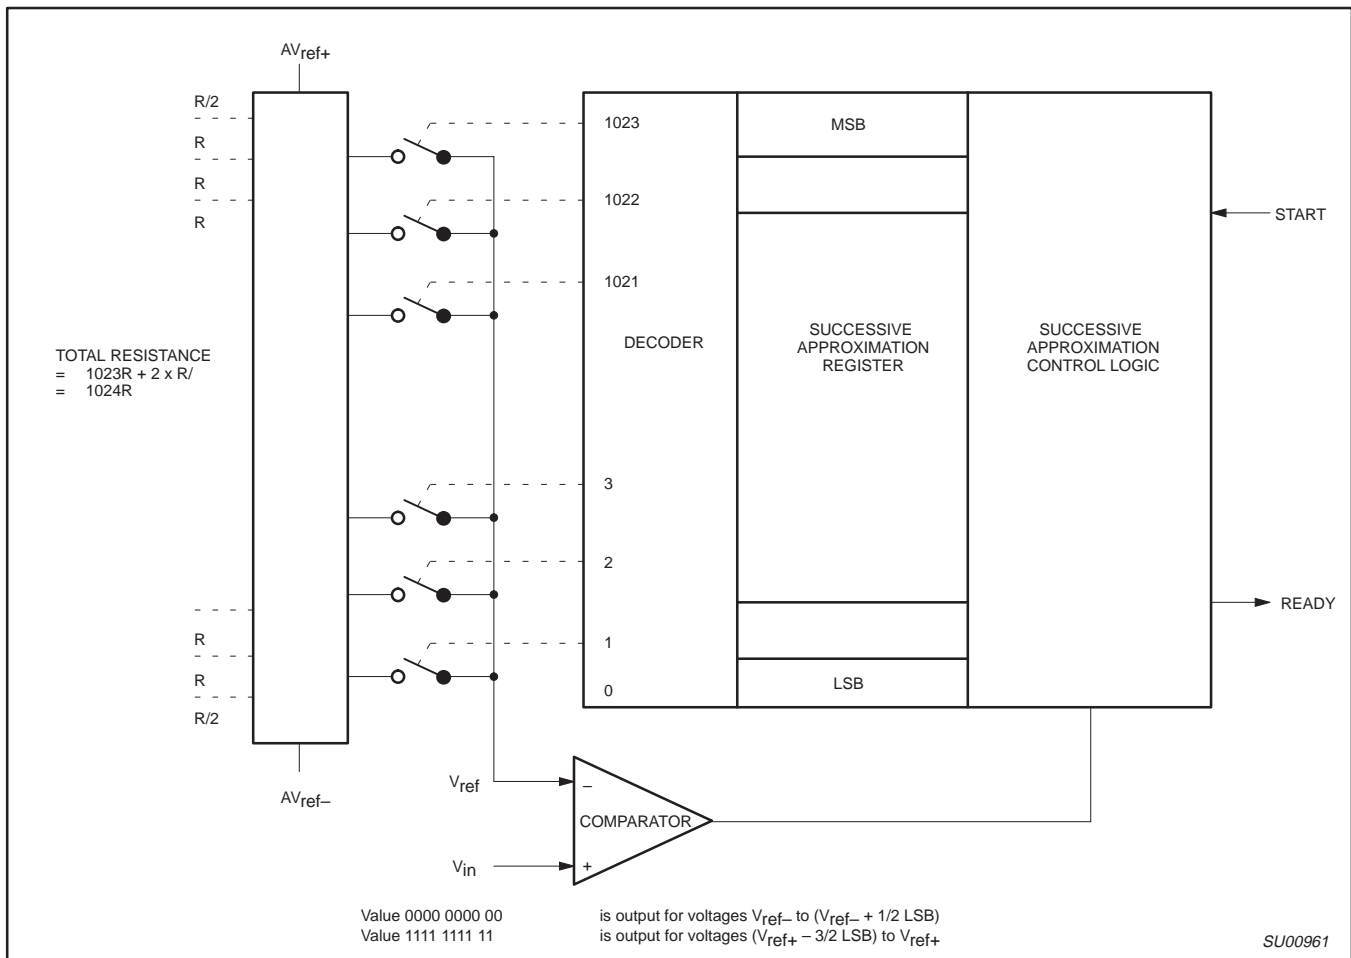 AVref+
R/2
R
R
R
1023
1022
1021
MSB
START
TOTAL RESISTANCE
= 1023R + 2 x R/
= 1024R
DECODER
SUCCESSIVE
APPROXIMATION
REGISTER
SUCCESSIVE
APPROXIMATION
CONTROL LOGIC
3
2
1
0
READY
R
R
R/2
LSB
AVref–
Vref
–
COMPARATOR
Vin
+
Value 0000 0000 00 is output for voltages Vref– to (Vref– + 1/2 LSB)
Value 1111 1111 11 is output for voltages (Vref+ – 3/2 LSB) to Vref+
SU00961